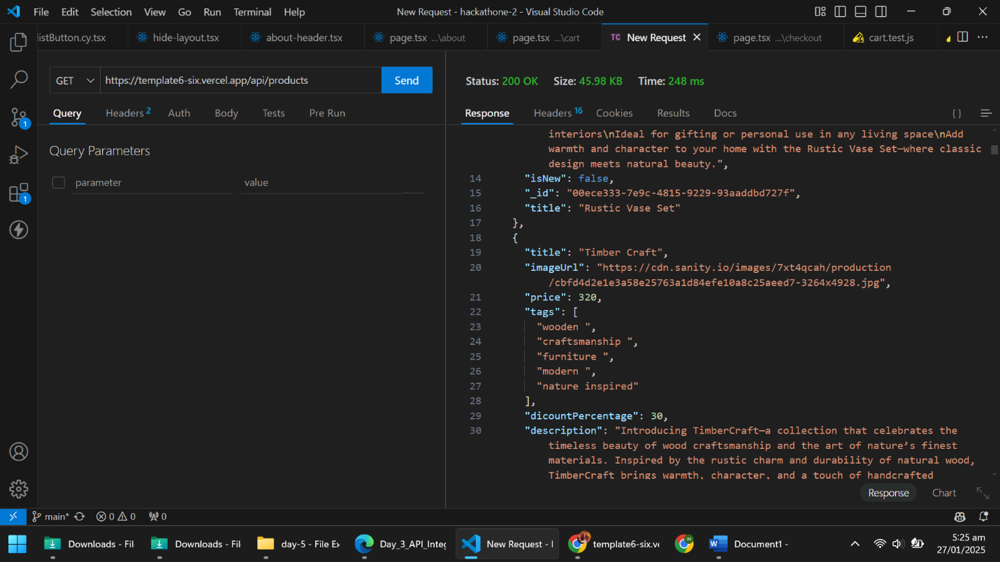 File Edit Selection View Go Run Terminal Help New Request - hackathone-2 - Visual Studio Code
listButton.cy.tsx hide-layout.tsx about-header.tsx page.tsx ...\about page.tsx ...\cart TC New Request page.tsx ...\checkout cart.test.js
GET https://template6-six.vercel.app/api/products Send
Status: 200 OK Size: 45.98 KB Time: 248 ms
Query Headers 2 Auth Body Tests Pre Run
Response Headers 16 Cookies Results Docs { }
Query Parameters
parameter value
interiors\nIdeal for gifting or personal use in any living space\nAdd
warmth and character to your home with the Rustic Vase Set—where classic
design meets natural beauty.",
14 "isNew": false,
15 "_id": "00ece333-7e9c-4815-9229-93aaddbd727f",
16 "title": "Rustic Vase Set"
17 },
18 {
19 "title": "Timber Craft",
20 "imageUrl": "https://cdn.sanity.io/images/7xt4qcah/production
/cbfd4d2e1e3a58e25763a1d84efe10a8c25aeed7-3264x4928.jpg",
21 "price": 320,
22 "tags": [
23 "wooden ",
24 "craftsmanship ",
25 "furniture ",
26 "modern ",
27 "nature inspired"
28 ],
29 "dicountPercentage": 30,
30 "description": "Introducing TimberCraft—a collection that celebrates the
timeless beauty of wood craftsmanship and the art of nature’s finest
materials. Inspired by the rustic charm and durability of natural wood,
TimberCraft brings warmth, character, and a touch of handcrafted
Response Chart
1
1
main* 0 0 0
Downloads - Fil Downloads - Fil day-5 - File Ex Day_3_API_Integ New Request - template6-six.ve Document1 -
5:25 am
27/01/2025